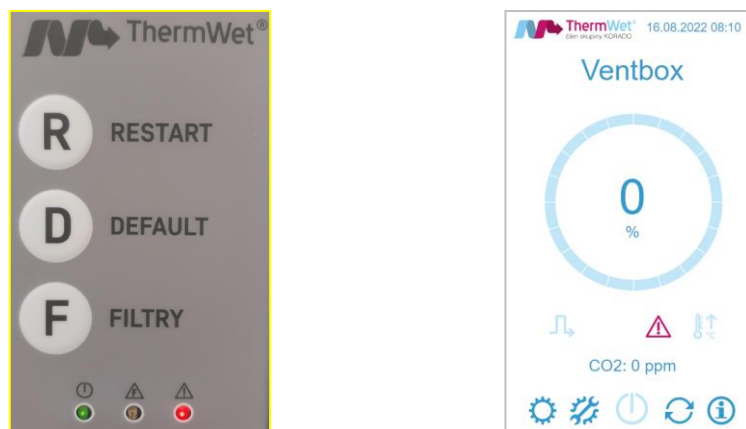 ThermWet®
R RESTART
D DEFAULT
F FILTRY
F
ThermWet®
člen skupiny KORADO
16.08.2022 08:10
Ventbox
0
%
°C
CO2: 0 ppm